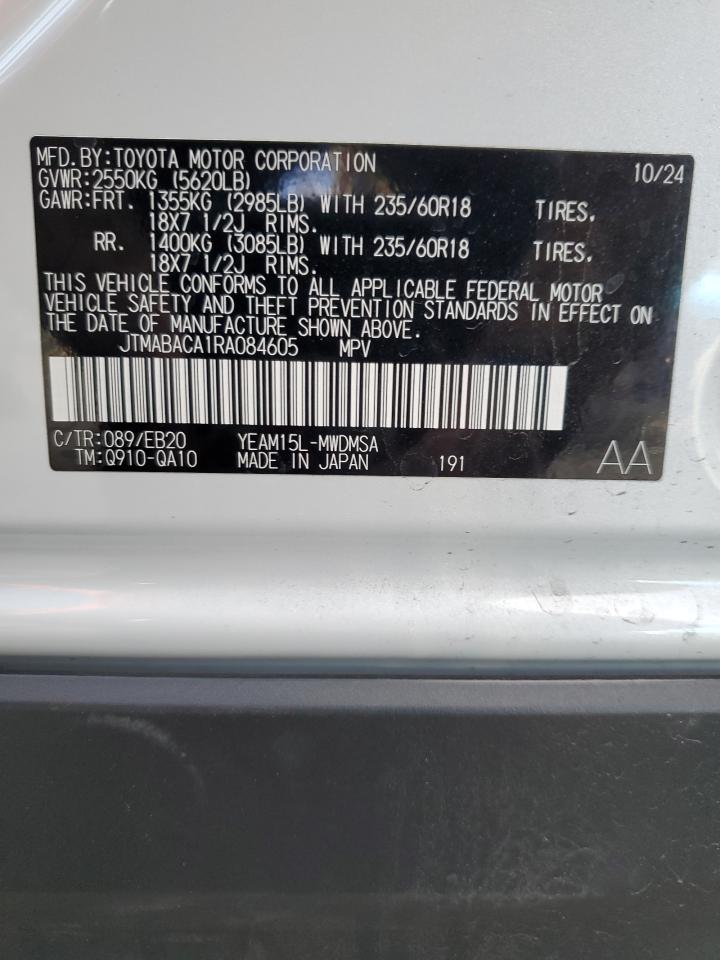 MFD.BY:TOYOTA MOTOR CORPORATION 10/24
GVWR:2550KG (5620LB)
GAWR:FRT. 1355KG (2985LB) WITH 235/60R18 TIRES.
18X7 1/2J RIMS.
RR. 1400KG (3085LB) WITH 235/60R18 TIRES.
18X7 1/2J RIMS.
THIS VEHICLE CONFORMS TO ALL APPLICABLE FEDERAL MOTOR
VEHICLE SAFETY AND THEFT PREVENTION STANDARDS IN EFFECT ON
THE DATE OF MANUFACTURE SHOWN ABOVE.
JTMABACA1RA084605 MPV
C/TR:089/EB20 YEAM15L-MWDMSA
TM:Q910-QA10 MADE IN JAPAN 191 AA